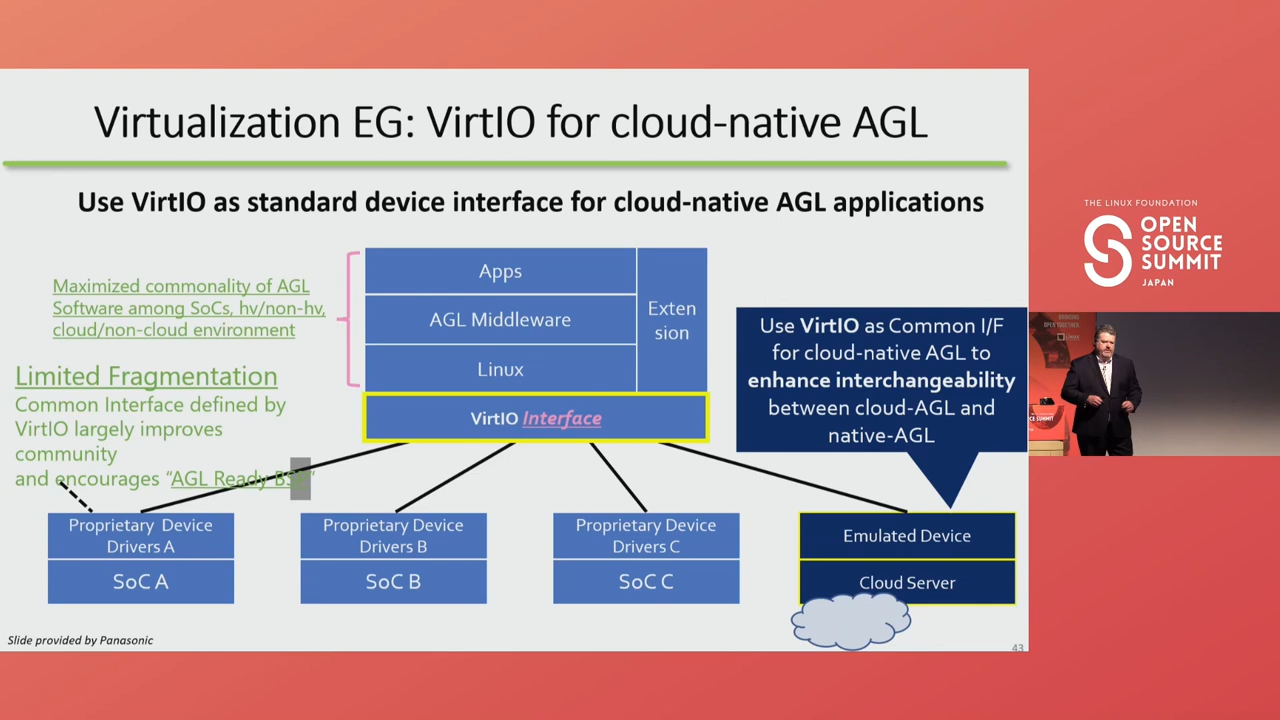 Virtualization EG: VirtIO for cloud-native AGL
Use VirtIO as standard device interface for cloud-native AGL applications
Maximized commonality of AGL
Software among SoCs, hv/non-hv,
cloud/non-cloud environment
Limited Fragmentation
Common Interface defined by
VirtIO largely improves
community
and encourages “AGL Ready BSP”
Apps
AGL Middleware
Linux
Exten
sion
VirtIO Interface
Use VirtIO as Common I/F
for cloud-native AGL to
enhance interchangeability
between cloud-AGL and
native-AGL
Proprietary Device
Drivers A
SoC A
Proprietary Device
Drivers B
SoC B
Proprietary Device
Drivers C
SoC C
Emulated Device
Cloud Server
Slide provided by Panasonic
43
THE LINUX FOUNDATION
OPEN
SOURCE
SUMMIT
JAPAN